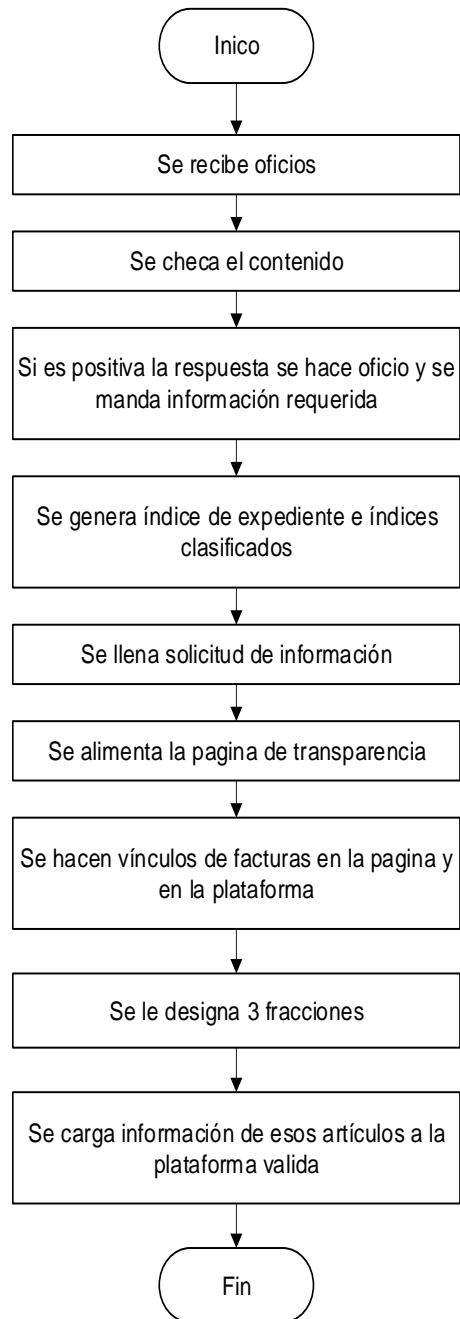 Inico
Se recibe oficios
Se checa el contenido
Si es positiva la respuesta se hace oficio y se
manda información requerida
Se genera índice de expediente e índices
clasificados
Se llena solicitud de información
Se alimenta la pagina de transparencia
Se hacen vínculos de facturas en la pagina y
en la plataforma
Se le designa 3 fracciones
Se carga información de esos artículos a la
plataforma valida
Fin